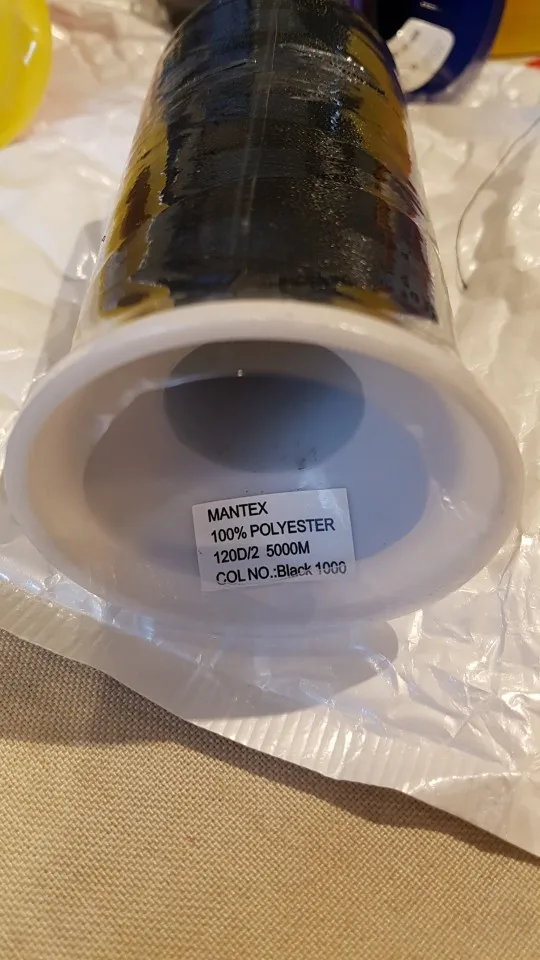 MANTEX
100% POLYESTER
120D/2 5000M
COL NO.:Black 1000